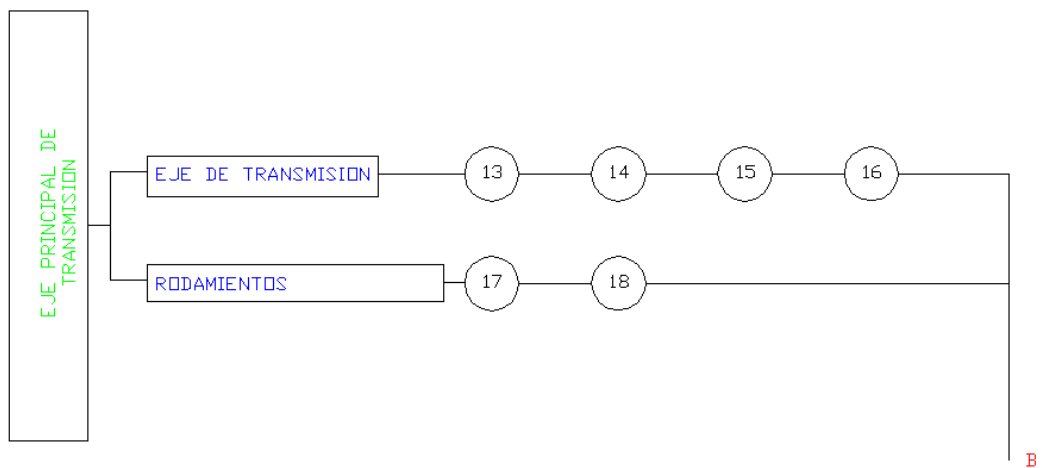 EJE PRINCIPAL DE
TRANSMISION
EJE DE TRANSMISION
13
14
15
16
RODAMIENTOS
17
18
B